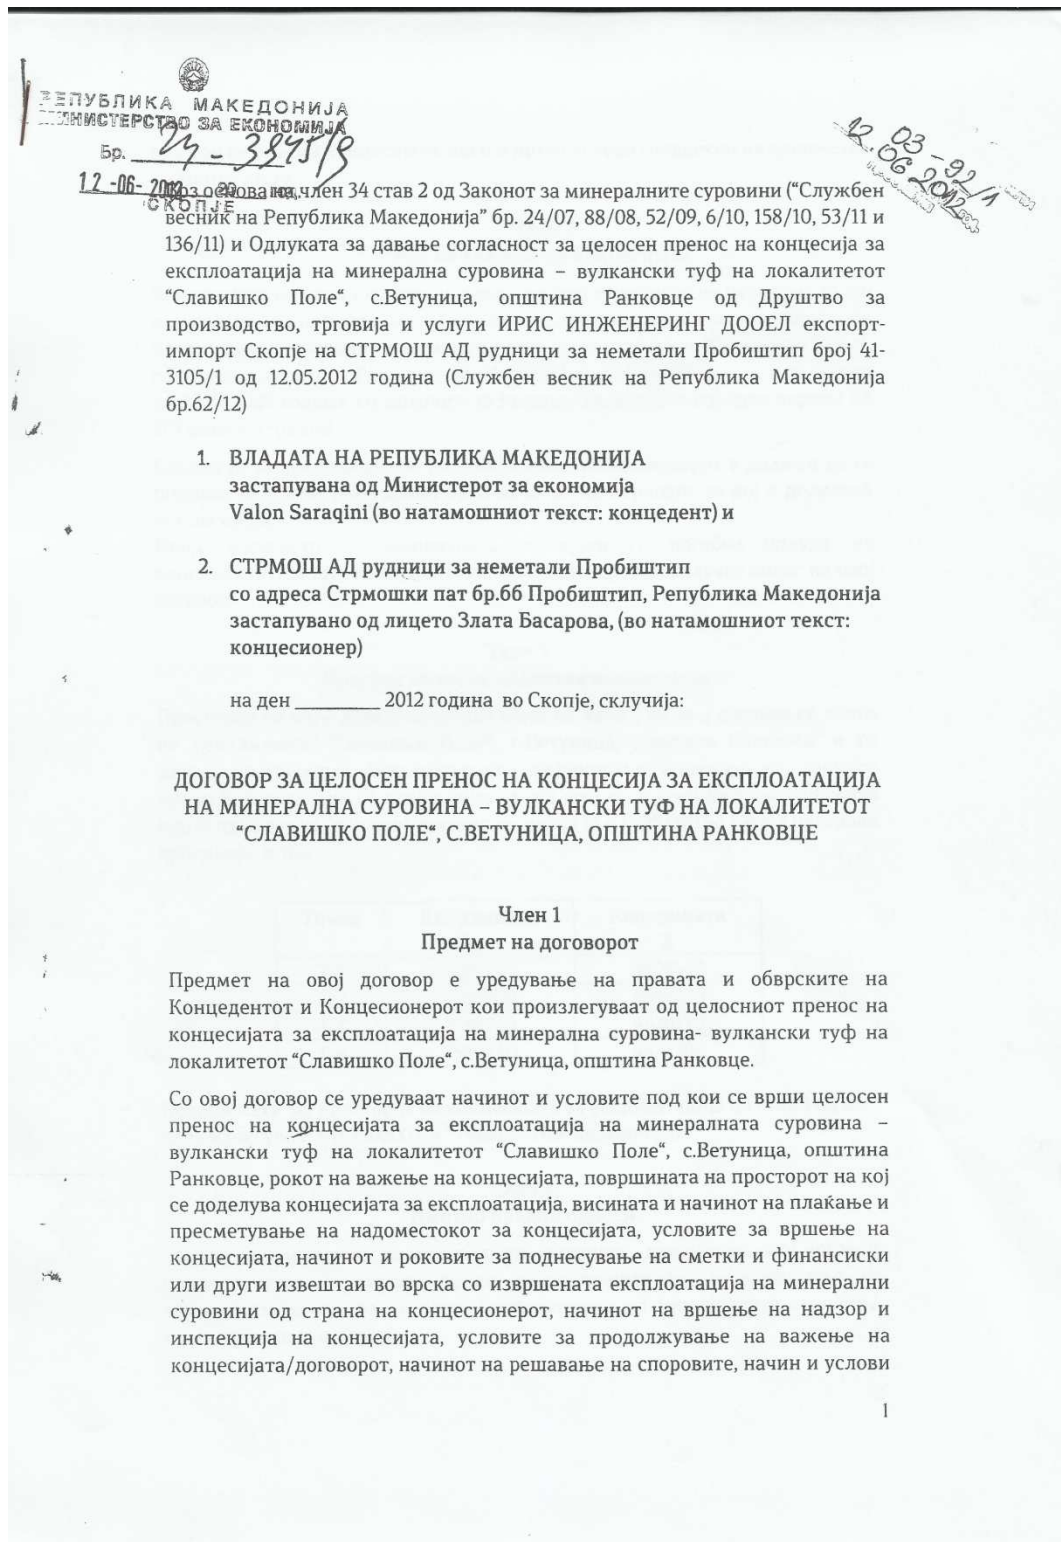 РЕПУБЛИКА МАКЕДОНИЈА
МИНИСТЕРСТВО ЗА ЕКОНОМИЈА
Бр. 24-3845/9
12-06-2012
СКОПЈЕ
03-92/1
12.06.2012
Врз основа на член 34 став 2 од Законот за минералните суровини (“Службен
весник на Република Македонија” бр. 24/07, 88/08, 52/09, 6/10, 158/10, 53/11 и
136/11) и Одлуката за давање согласност за целосен пренос на концесија за
експлоатација на минерална суровина – вулкански туф на локалитетот
“Славишко Поле“, с.Ветуница, општина Ранковце од Друштво за
производство, трговија и услуги ИРИС ИНЖЕНЕРИНГ ДООЕЛ експорт-
импорт Скопје на СТРМОШ АД рудници за неметали Пробиштип број 41-
3105/1 од 12.05.2012 година (Службен весник на Република Македонија
бр.62/12)
1. ВЛАДАТА НА РЕПУБЛИКА МАКЕДОНИЈА
застапувана од Министерот за економија
Valon Saraqini (во натамошниот текст: концедент) и
2. СТРМОШ АД рудници за неметали Пробиштип
со адреса Стрмошки пат бр.бб Пробиштип, Република Македонија
застапувано од лицето Злата Басарова, (во натамошниот текст:
концесионер)
на ден ________ 2012 година во Скопје, склучија:
ДОГОВОР ЗА ЦЕЛОСЕН ПРЕНОС НА КОНЦЕСИЈА ЗА ЕКСПЛОАТАЦИЈА
НА МИНЕРАЛНА СУРОВИНА – ВУЛКАНСКИ ТУФ НА ЛОКАЛИТЕТОТ
“СЛАВИШКО ПОЛЕ“, С.ВЕТУНИЦА, ОПШТИНА РАНКОВЦЕ
Член 1
Предмет на договорот
Предмет на овој договор е уредување на правата и обврските на
Концедентот и Концесионерот кои произлегуваат од целосниот пренос на
концесијата за експлоатација на минерална суровина- вулкански туф на
локалитетот “Славишко Поле“, с.Ветуница, општина Ранковце.
Со овој договор се уредуваат начинот и условите под кои се врши целосен
пренос на концесијата за експлоатација на минералната суровина –
вулкански туф на локалитетот “Славишко Поле“, с.Ветуница, општина
Ранковце, рокот на важење на концесијата, површината на просторот на кој
се доделува концесијата за експлоатација, висината и начинот на плаќање и
пресметување на надоместокот за концесијата, условите за вршење на
концесијата, начинот и роковите за поднесување на сметки и финансиски
или други извештаи во врска со извршената експлоатација на минерални
суровини од страна на концесионерот, начинот на вршење на надзор и
инспекција на концесијата, условите за продолжување на важење на
концесијата/договорот, начинот на решавање на споровите, начин и услови
1